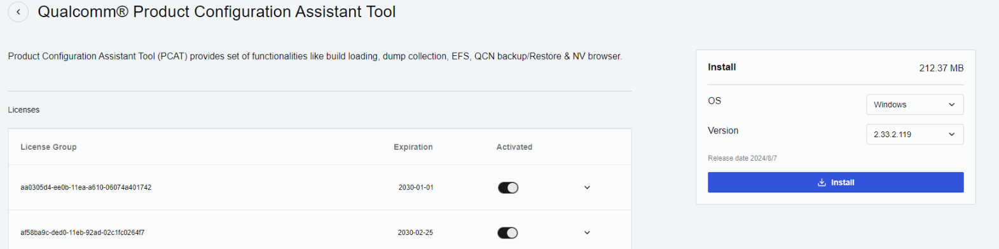 Qualcomm® Product Configuration Assistant Tool
Product Configuration Assistant Tool (PCAT) provides set of functionalities like build loading, dump collection, EFS, QCN backup/Restore & NV browser.
Licenses
License Group Expiration Activated
aa0305d4-ee0b-11ea-a610-06074a401742 2030-01-01
af58ba9c-ded0-11eb-92ad-02c1fc0264f7 2030-02-25
Install 212.37 MB
OS Windows
Version 2.33.2.119
Release date 2024/8/7
Install